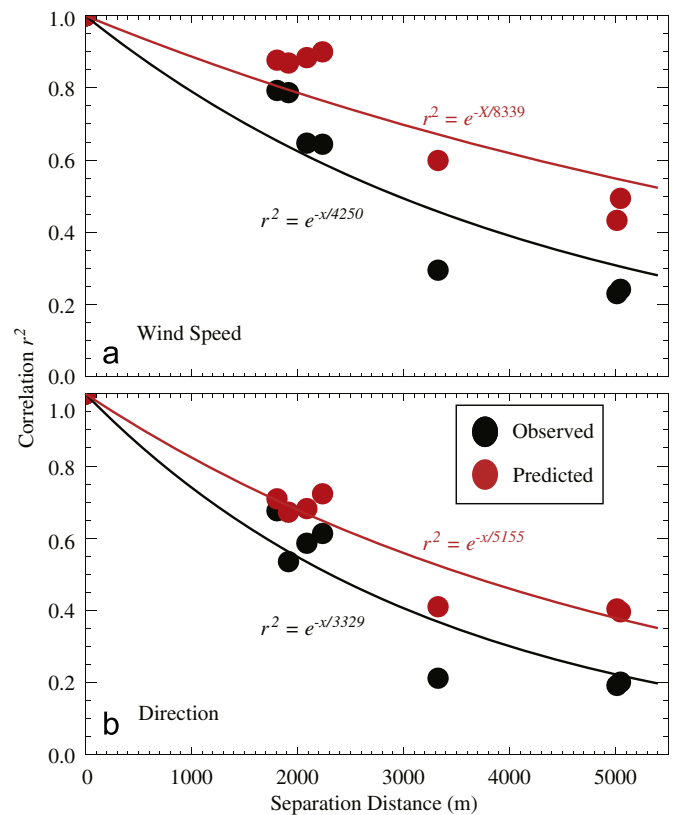 1.0
0.8
0.6
0.4
0.2
0.0
r² = e^-X/8339
r² = e^-x/4250
a
Wind Speed
Correlation r²
1.0
0.8
0.6
0.4
0.2
0.0
Observed
Predicted
r² = e^-x/5155
r² = e^-x/3329
b
Direction
0 1000 2000 3000 4000 5000
Separation Distance (m)